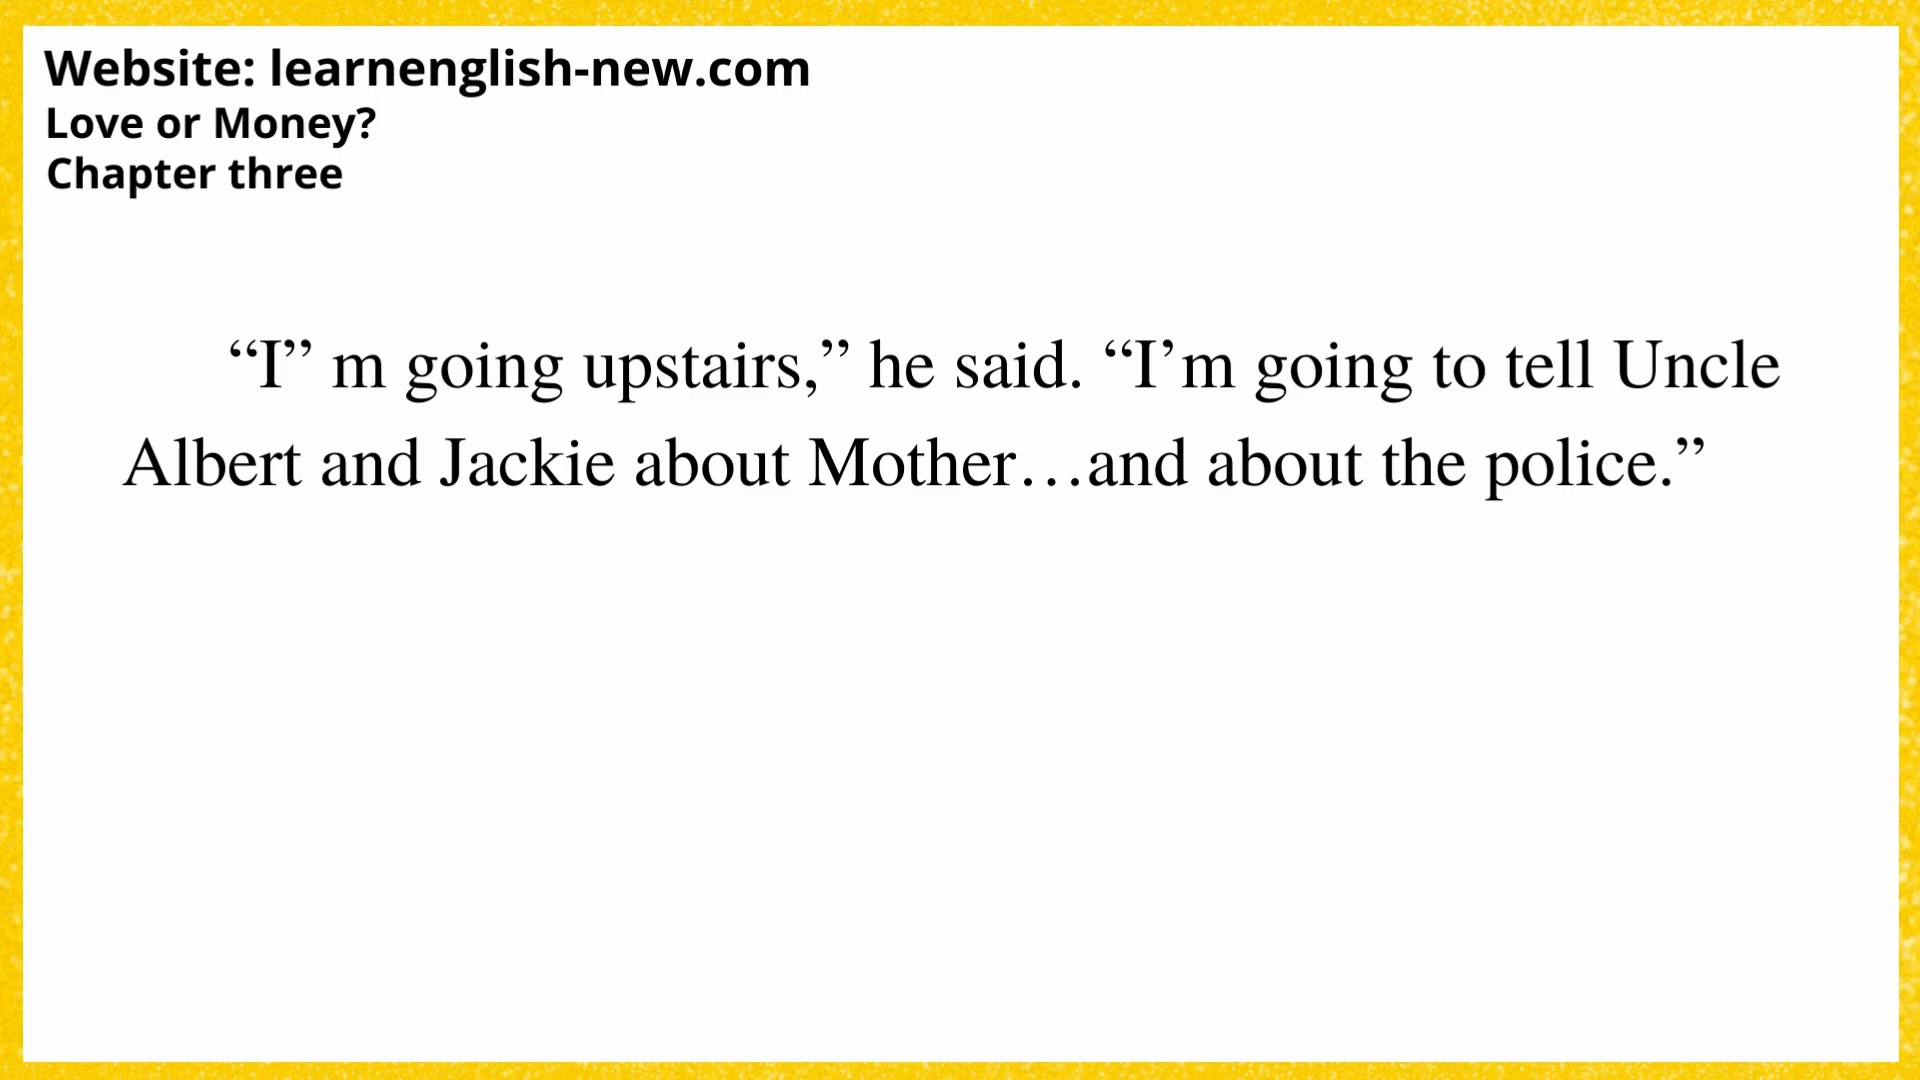 Website: learnenglish-new.com
Love or Money?
Chapter three
“I” m going upstairs,” he said. “I’m going to tell Uncle
Albert and Jackie about Mother…and about the police.”